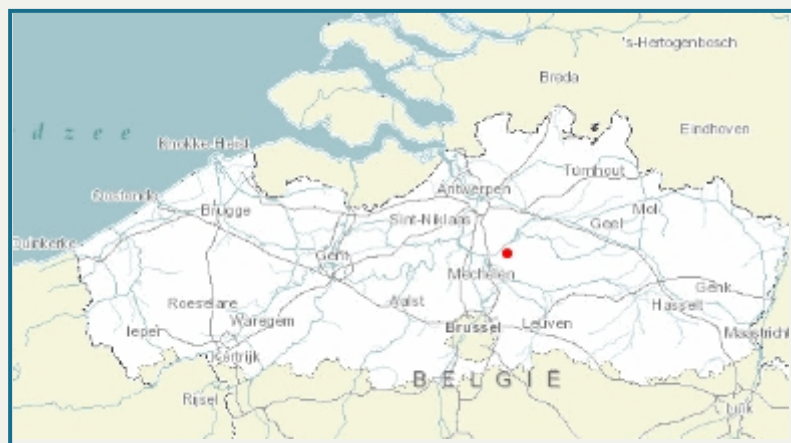 's-Hertogenbosch
Breda
d z e e
Eindhoven
Knokke-Heist
Turnhout
Antwerpen
Oostende
Mol
Brugge
Sint-Niklaas
Geel
Duinkerke
Gent
Mechelen
Genk
Roeselare
Aalst
Hasselt
Waregem
Brussel
Leuven
Ieper
Maastricht
Kortrijk
BELGIË
Rijsel
Luik